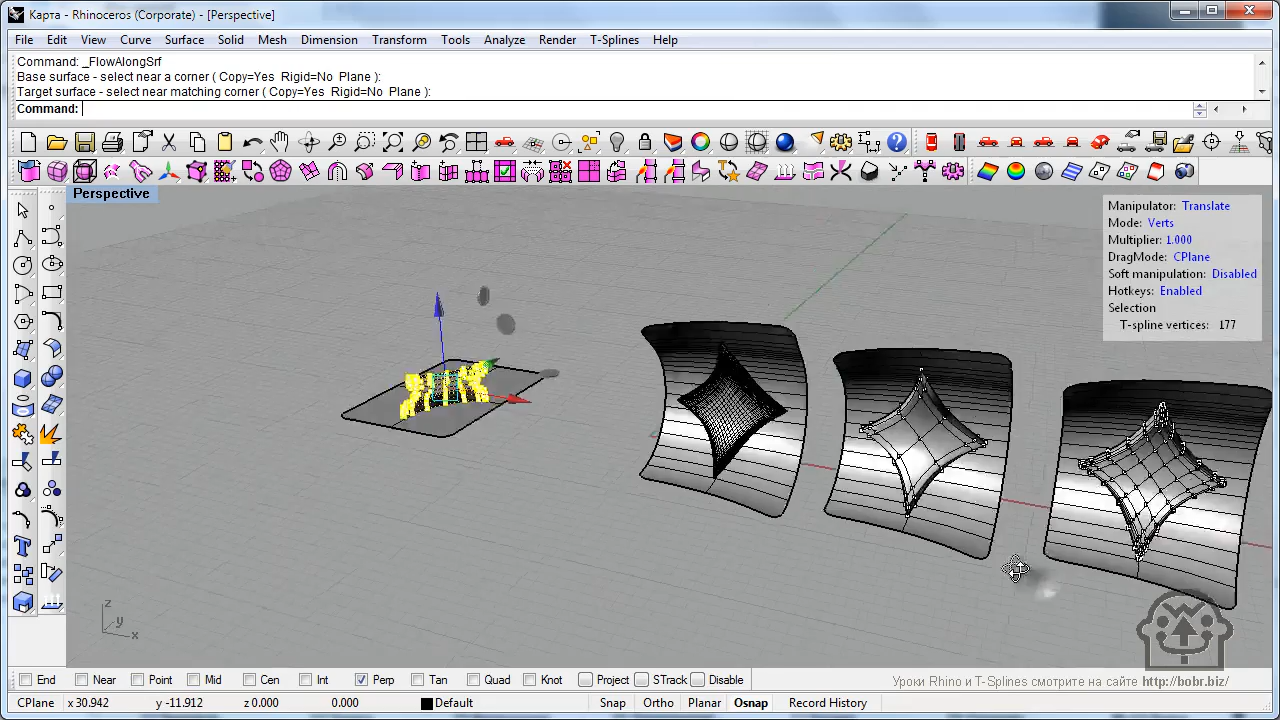 Карта - Rhinoceros (Corporate) - [Perspective]
File Edit View Curve Surface Solid Mesh Dimension Transform Tools Analyze Render T-Splines Help
Command: _FlowAlongSrf
Base surface - select near a corner ( Copy=Yes Rigid=No Plane ):
Target surface - select near matching corner ( Copy=Yes Rigid=No Plane ):
Command:
Perspective
Manipulator: Translate
Mode: Verts
Multiplier: 1.000
DragMode: CPlane
Soft manipulation: Disabled
Hotkeys: Enabled
Selection
T-spline vertices: 177
z
y
x
End Near Point Mid Cen Int Perp Tan Quad Knot Project STrack Disable
Уроки Rhino и T-Splines смотрите на сайте http://bobr.biz/
CPlane x 30.942 y -11.912 z 0.000 0.000 Default Snap Ortho Planar Osnap Record History